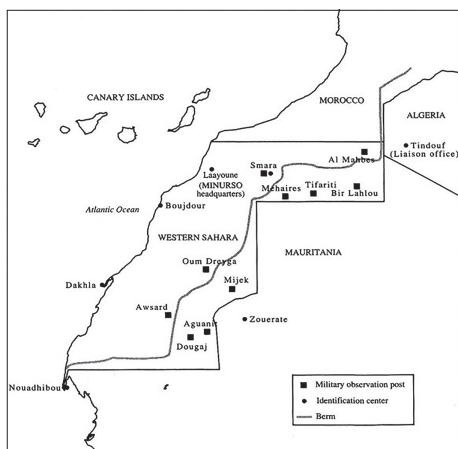 CANARY ISLANDS
MOROCCO
ALGERIA
Tindouf
(Liaison office)
Al Mahbes
Smara
Laayoune
(MINURSO
headquarters)
Mehaires
Tifariti
Bir Lahlou
Boujdour
Atlantic Ocean
WESTERN SAHARA
MAURITANIA
Oum Dreyga
Mijek
Dakhla
Awsard
Zouerate
Aguanit
Dougaj
Nouadhibou
Military observation post
Identification center
Berm